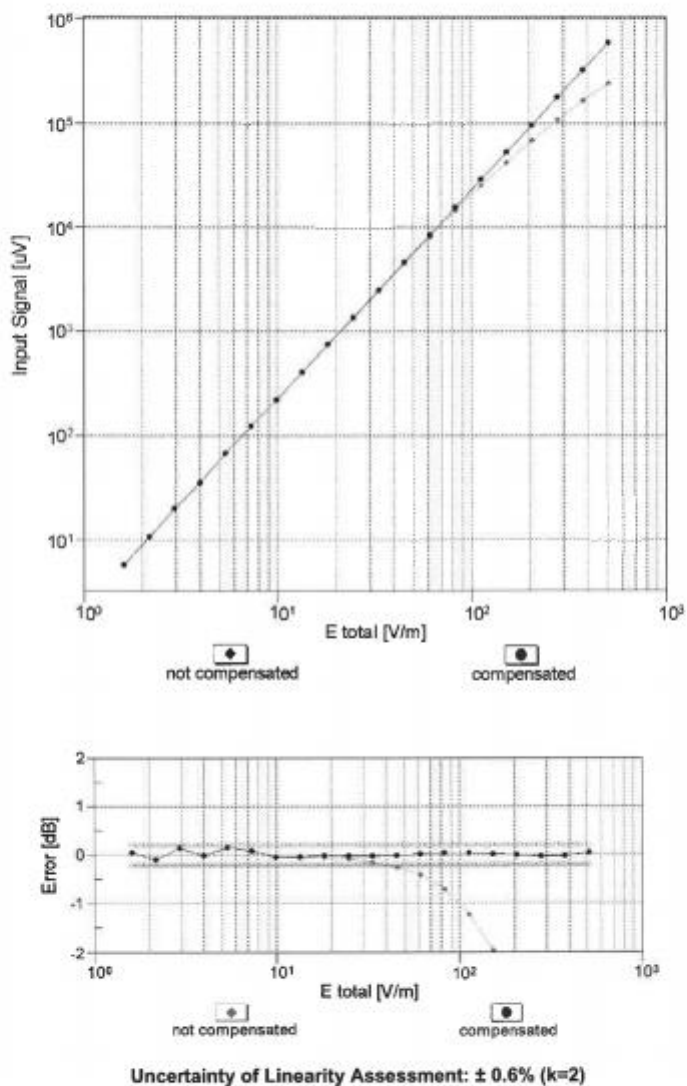 10⁶
10⁵
10⁴
10³
10²
10¹
Input Signal [uV]
10⁰ 10¹ 10² 10³
E total [V/m]
not compensated compensated
2
1
0
-1
-2
Error [dB]
10⁰ 10¹ 10² 10³
E total [V/m]
not compensated compensated
Uncertainty of Linearity Assessment: ± 0.6% (k=2)